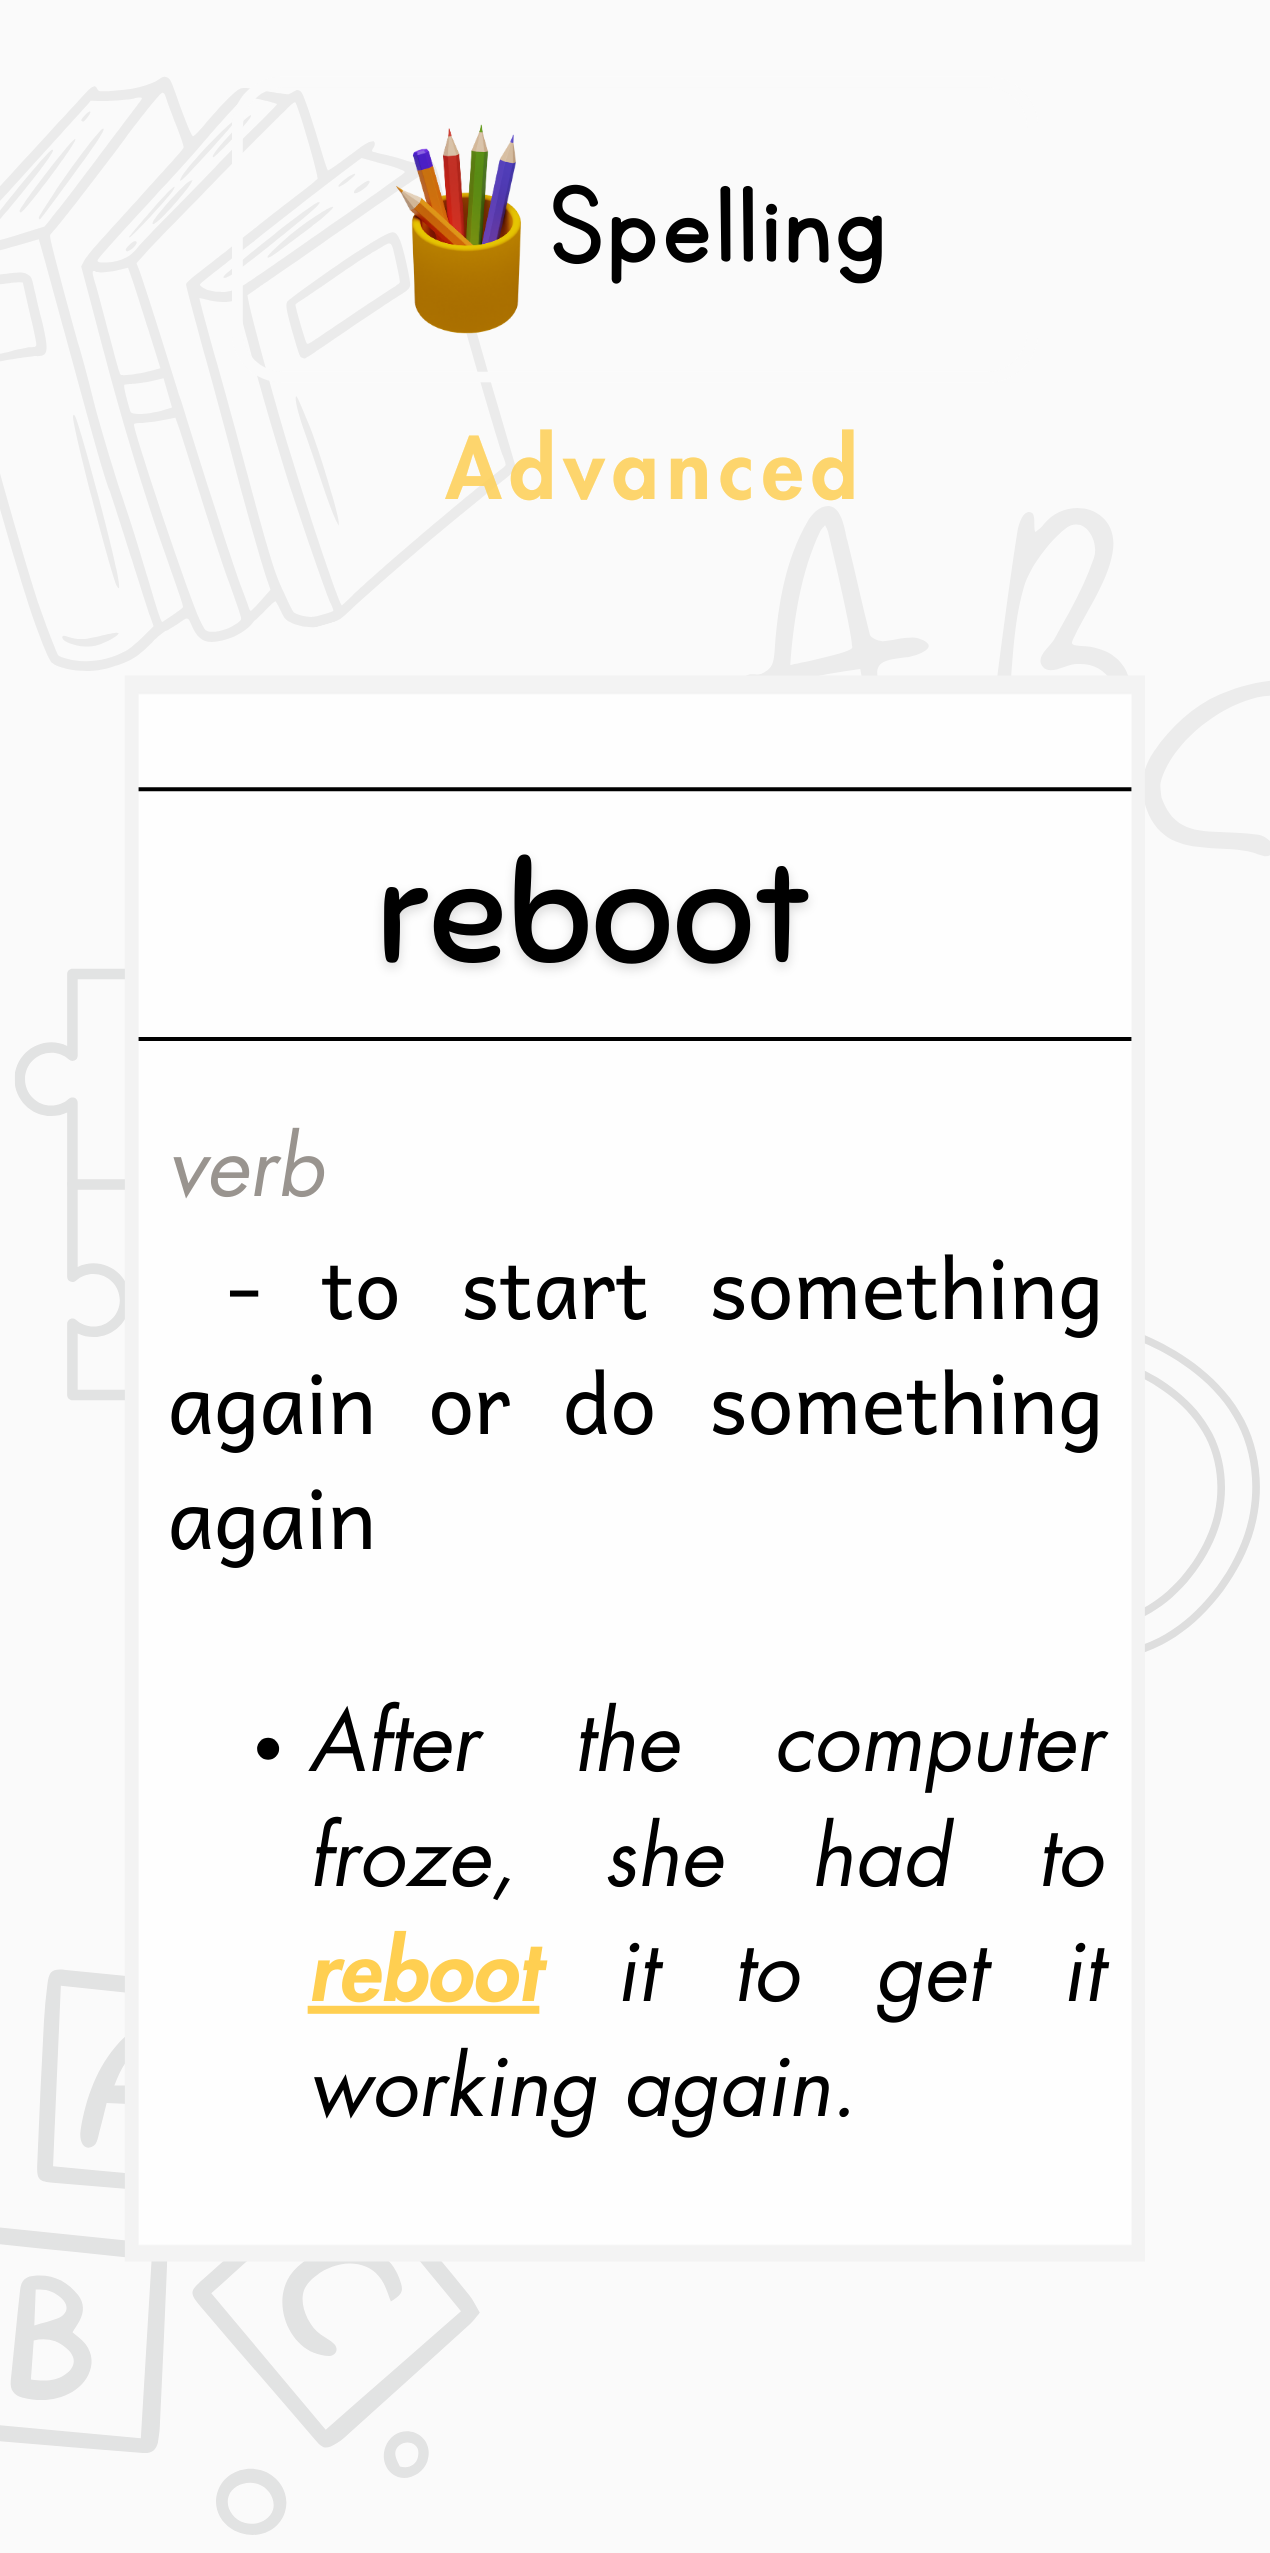 Spelling
Advanced
A B
reboot
verb
- to start something
again or do something
again
• After the computer
froze, she had to
reboot it to get it
working again.
A
B C